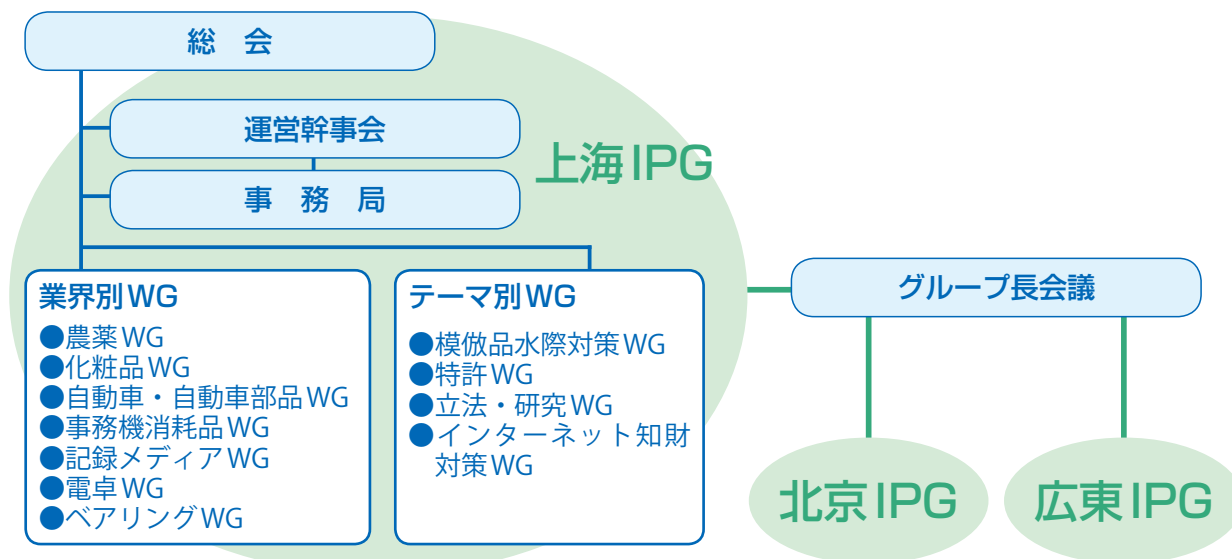 総 会
運営幹事会
事 務 局
上海IPG
業界別WG
●農薬WG
●化粧品WG
●自動車・自動車部品WG
●事務機消耗品WG
●記録メディアWG
●電卓WG
●ベアリングWG
テーマ別WG
●模倣品水際対策WG
●特許WG
●立法・研究WG
●インターネット知財
対策WG
グループ長会議
北京IPG
広東IPG